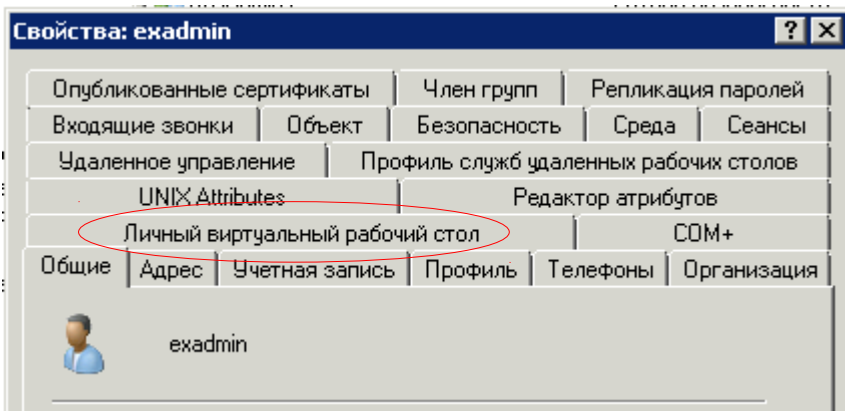 Свойства: exadmin
Опубликованные сертификаты Член групп Репликация паролей
Входящие звонки Объект Безопасность Среда Сеансы
Удаленное управление Профиль служб удаленных рабочих столов
UNIX Attributes Редактор атрибутов
Личный виртуальный рабочий стол COM+
Общие Адрес Учетная запись Профиль Телефоны Организация
exadmin